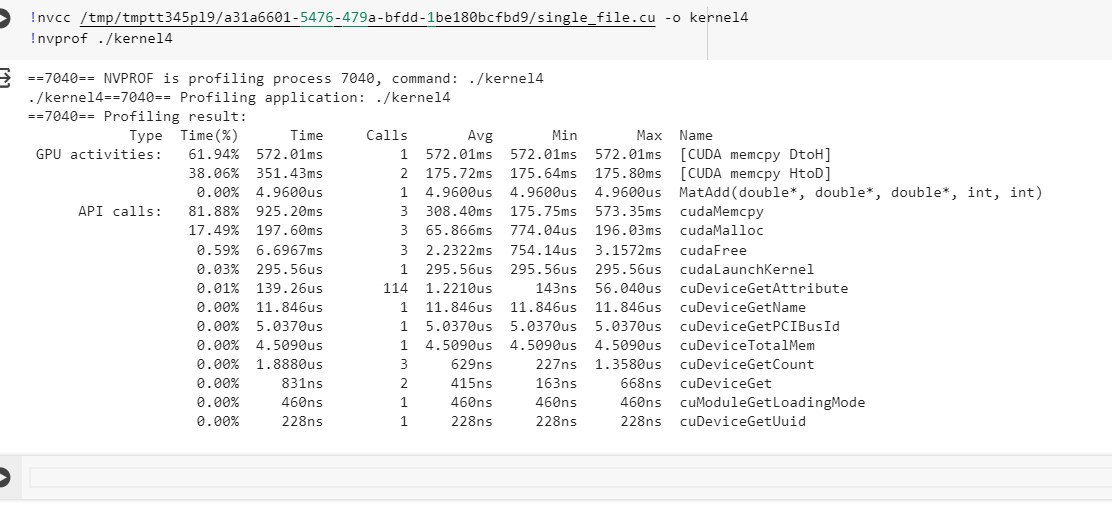 !nvcc /tmp/tmptt345pl9/a31a6601-5476-479a-bfdd-1be180bcfbd9/single_file.cu -o kernel4
!nvprof ./kernel4
==7040== NVPROF is profiling process 7040, command: ./kernel4
./kernel4==7040== Profiling application: ./kernel4
==7040== Profiling result:
Type Time(%) Time Calls Avg Min Max Name
GPU activities: 61.94% 572.01ms 1 572.01ms 572.01ms 572.01ms [CUDA memcpy DtoH]
38.06% 351.43ms 2 175.72ms 175.64ms 175.80ms [CUDA memcpy HtoD]
0.00% 4.9600us 1 4.9600us 4.9600us 4.9600us MatAdd(double*, double*, double*, int, int)
API calls: 81.88% 925.20ms 3 308.40ms 175.75ms 573.35ms cudaMemcpy
17.49% 197.60ms 3 65.866ms 774.04us 196.03ms cudaMalloc
0.59% 6.6967ms 3 2.2322ms 754.14us 3.1572ms cudaFree
0.03% 295.56us 1 295.56us 295.56us 295.56us cudaLaunchKernel
0.01% 139.26us 114 1.2210us 143ns 56.040us cuDeviceGetAttribute
0.00% 11.846us 1 11.846us 11.846us 11.846us cuDeviceGetName
0.00% 5.0370us 1 5.0370us 5.0370us 5.0370us cuDeviceGetPCIBusId
0.00% 4.5090us 1 4.5090us 4.5090us 4.5090us cuDeviceTotalMem
0.00% 1.8880us 3 629ns 227ns 1.3580us cuDeviceGetCount
0.00% 831ns 2 415ns 163ns 668ns cuDeviceGet
0.00% 460ns 1 460ns 460ns 460ns cuModuleGetLoadingMode
0.00% 228ns 1 228ns 228ns 228ns cuDeviceGetUuid